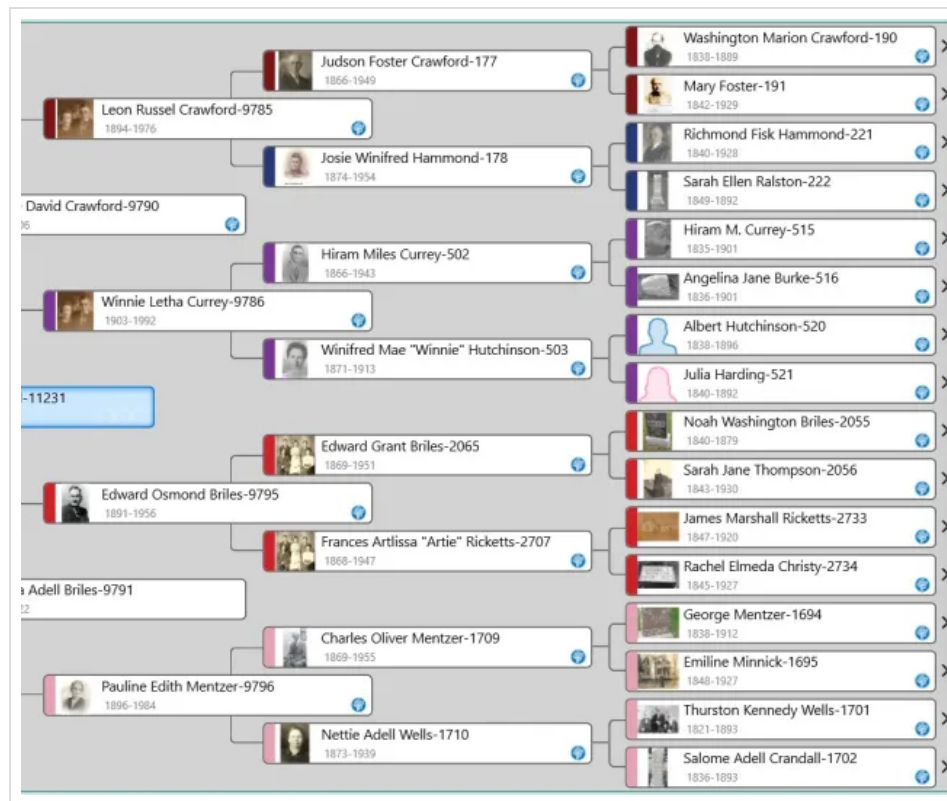 Washington Marion Crawford-190
1838-1889
Judson Foster Crawford-177
1866-1949
Mary Foster-191
1842-1929
Leon Russel Crawford-9785
1894-1976
Richmond Fisk Hammond-221
1840-1928
Josie Winifred Hammond-178
1874-1954
Sarah Ellen Ralston-222
1849-1892
David Crawford-9790
06
Hiram M. Currey-515
1835-1901
Hiram Miles Currey-502
1866-1943
Angelina Jane Burke-516
1836-1901
Winnie Letha Currey-9786
1903-1992
Albert Hutchinson-520
1838-1896
Winifred Mae "Winnie" Hutchinson-503
1871-1913
Julia Harding-521
1840-1892
-11231
Noah Washington Briles-2055
1840-1879
Edward Grant Briles-2065
1869-1951
Sarah Jane Thompson-2056
1843-1930
Edward Osmond Briles-9795
1891-1956
James Marshall Ricketts-2733
1847-1920
Frances Artlissa "Artie" Ricketts-2707
1868-1947
Rachel Elmeda Christy-2734
1845-1927
a Adell Briles-9791
22
George Mentzer-1694
1838-1912
Charles Oliver Mentzer-1709
1869-1955
Emiline Minnick-1695
1848-1927
Pauline Edith Mentzer-9796
1896-1984
Thurston Kennedy Wells-1701
1821-1893
Nettie Adell Wells-1710
1873-1939
Salome Adell Crandall-1702
1836-1893